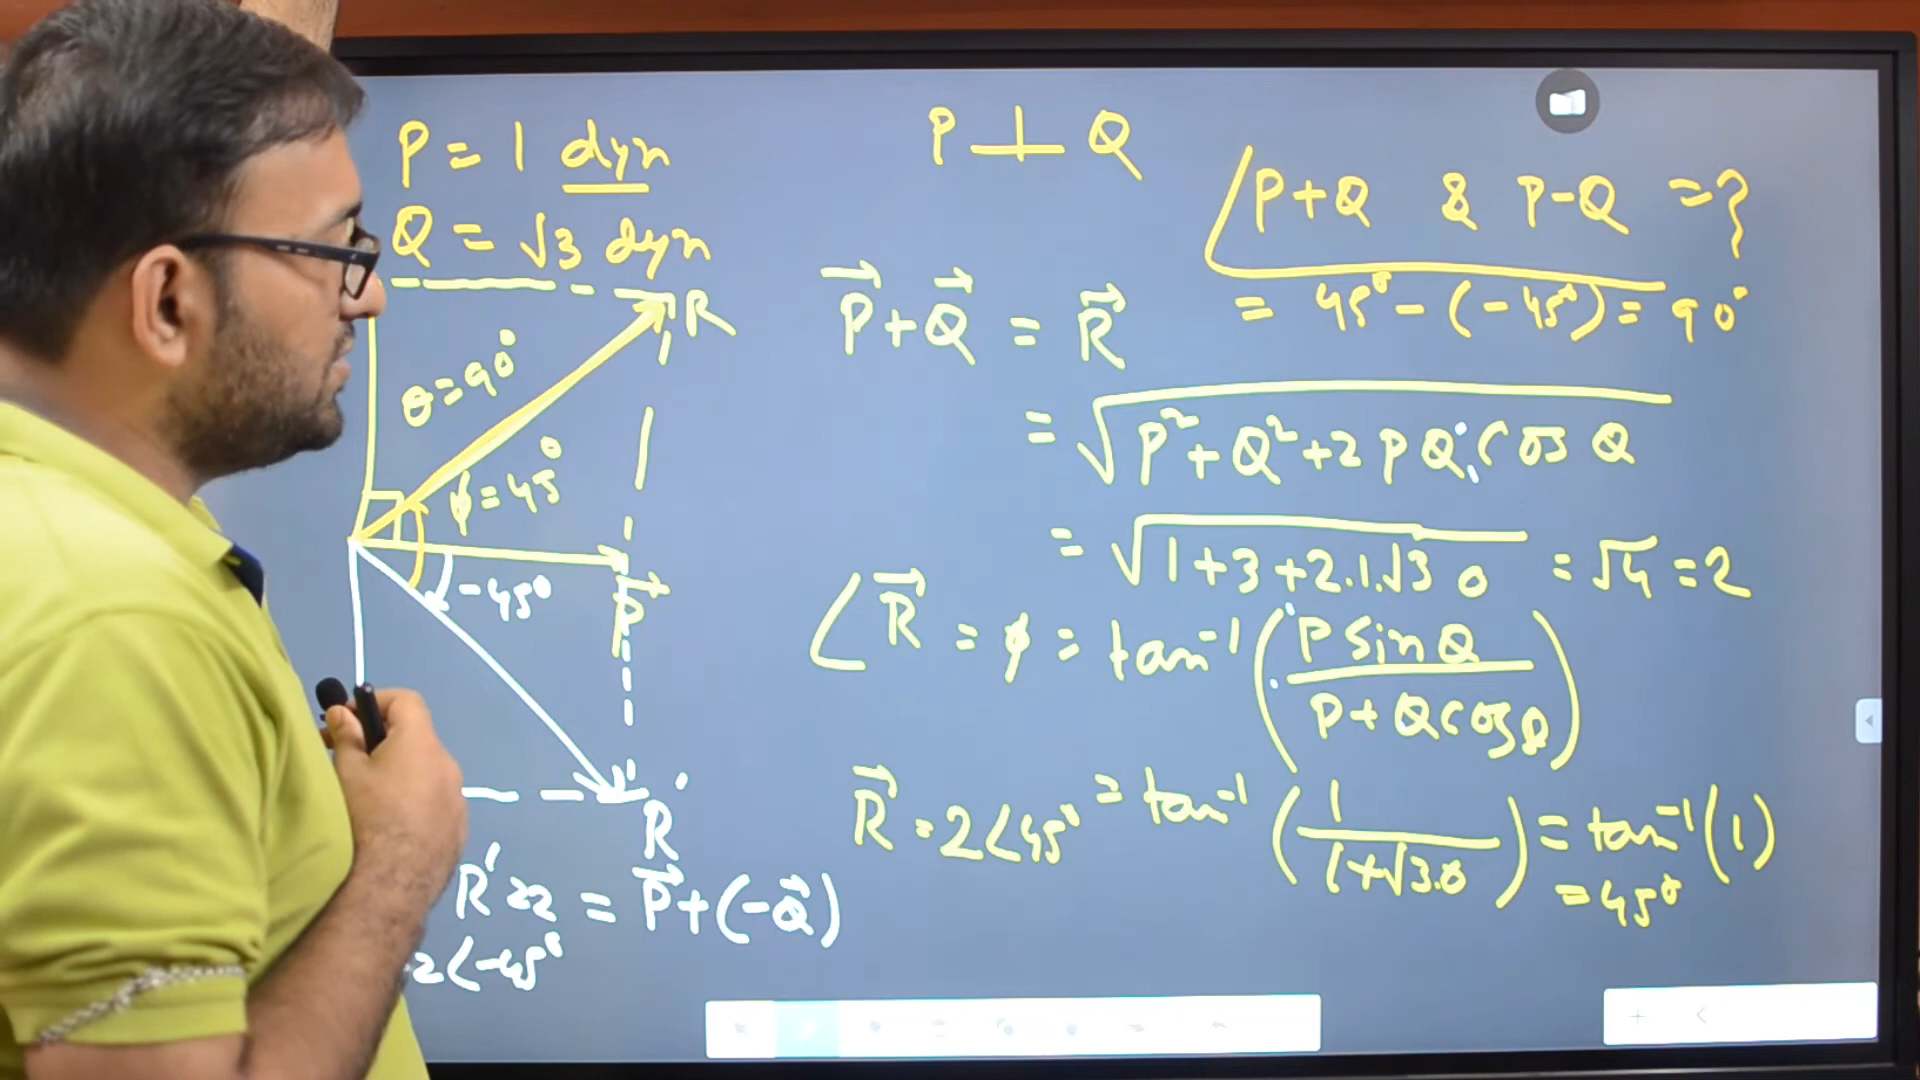 P = 1 dyn
Q = √3 dyn
P ⊥ Q
∠P+Q & P-Q = ?
= 45° - (-45°) = 90°
R
θ=90°
ϕ=45°
-45°
P⃗
R'
R'=2 = P⃗+(-Q⃗)
=2∠-45°
P⃗+Q⃗ = R⃗
= √P²+Q²+2PQ.Cos Q
= √1+3+2.1.√3 0 = √4 = 2
∠R⃗ = ϕ = tan⁻¹ (P Sin Q / P+QCosθ)
R⃗ = 2∠45° = tan⁻¹ (1 / 1+√3.0) = tan⁻¹(1)
= 45°